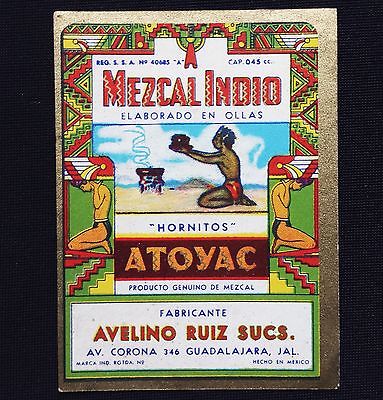 REG. S. S. A. Nº 40685 "A" CAP. 045 cc.
MEZCAL INDIO
ELABORADO EN OLLAS
"HORNITOS"
ATOYAC
PRODUCTO GENUINO DE MEZCAL
FABRICANTE
AVELINO RUIZ SUCS.
AV. CORONA 346 GUADALAJARA, JAL.
MARCA IND. RGTDA. Nº HECHO EN MEXICO